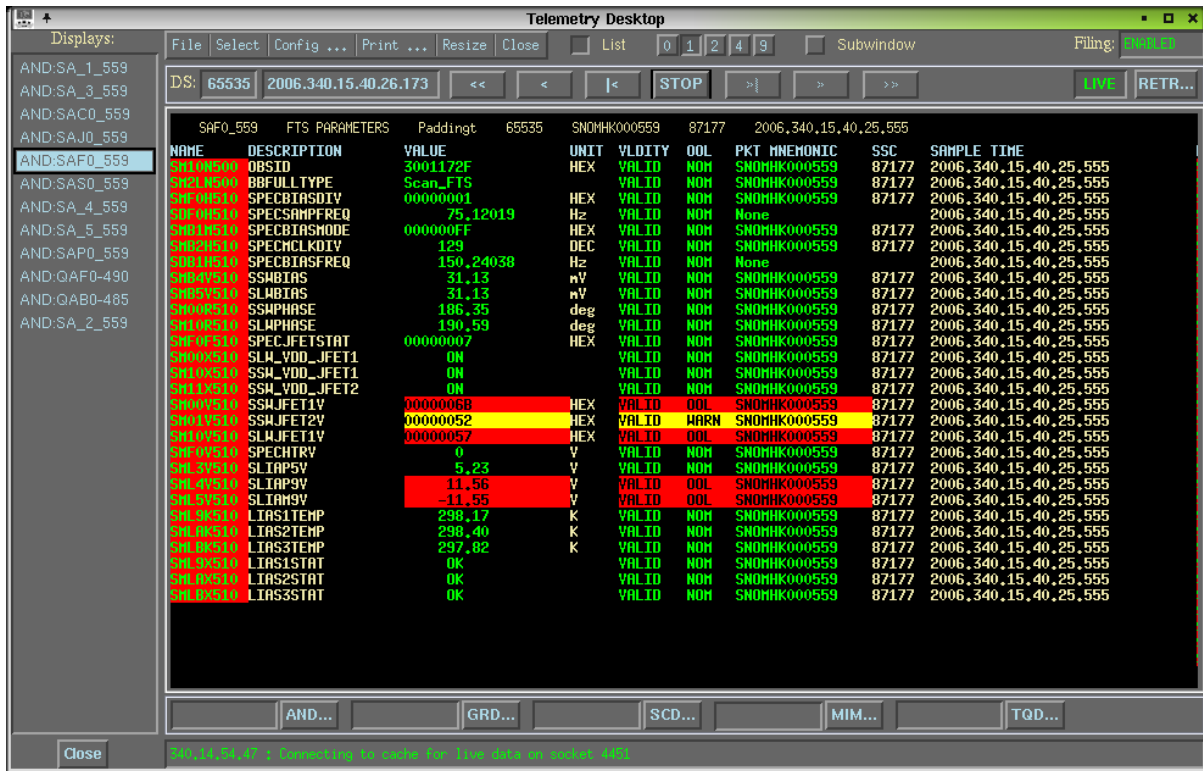 Telemetry Desktop
Displays:
AND:SA_1_559
AND:SA_3_559
AND:SAC0_559
AND:SAJ0_559
AND:SAF0_559
AND:SAS0_559
AND:SA_4_559
AND:SA_5_559
AND:SAP0_559
AND:QAF0-490
AND:QAB0-485
AND:SA_2_559
Close
File Select Config ... Print ... Resize Close List 0 1 2 4 9 Subwindow Filing: ENABLED
DS: 65535 2006.340.15.40.26.173 << < |< STOP >| > >> LIVE RETR...
SAF0_559 FTS PARAMETERS Paddingt 65535 SNOMHK000559 87177 2006.340.15.40.25.555
NAME DESCRIPTION VALUE UNIT VLDITY OOL PKT MNEMONIC SSC SAMPLE TIME
SM10N500 OBSID 3001172F HEX VALID NOM SNOMHK000559 87177 2006.340.15.40.25.555
SM2LN500 BBFULLTYPE Scan_FTS VALID NOM SNOMHK000559 87177 2006.340.15.40.25.555
SMF0H510 SPECBIASDIV 00000001 HEX VALID NOM SNOMHK000559 87177 2006.340.15.40.25.555
SDF0H510 SPECSAMPFREQ 75.12019 Hz VALID NOM None 2006.340.15.40.25.555
SMB1M510 SPECBIASMODE 000000FF HEX VALID NOM SNOMHK000559 87177 2006.340.15.40.25.555
SMB2H510 SPECMCLKDIV 129 DEC VALID NOM SNOMHK000559 87177 2006.340.15.40.25.555
SDB1H510 SPECBIASFREQ 150.24038 Hz VALID NOM None 2006.340.15.40.25.555
SMB4V510 SSWBIAS 31.13 mV VALID NOM SNOMHK000559 87177 2006.340.15.40.25.555
SMB5V510 SLWBIAS 31.13 mV VALID NOM SNOMHK000559 87177 2006.340.15.40.25.555
SM00R510 SSWPHASE 186.35 deg VALID NOM SNOMHK000559 87177 2006.340.15.40.25.555
SM10R510 SLWPHASE 190.59 deg VALID NOM SNOMHK000559 87177 2006.340.15.40.25.555
SMF0F510 SPECJFETSTAT 00000007 HEX VALID NOM SNOMHK000559 87177 2006.340.15.40.25.555
SM00X510 SLW_VDD_JFET1 ON VALID NOM SNOMHK000559 87177 2006.340.15.40.25.555
SM10X510 SSW_VDD_JFET1 ON VALID NOM SNOMHK000559 87177 2006.340.15.40.25.555
SM11X510 SSW_VDD_JFET2 ON VALID NOM SNOMHK000559 87177 2006.340.15.40.25.555
SM00V510 SSWJFET1V 0000006B HEX VALID OOL SNOMHK000559 87177 2006.340.15.40.25.555
SM01V510 SSWJFET2V 00000052 HEX VALID WARN SNOMHK000559 87177 2006.340.15.40.25.555
SM10V510 SLWJFET1V 00000057 HEX VALID OOL SNOMHK000559 87177 2006.340.15.40.25.555
SMF0V510 SPECHTRV 0 V VALID NOM SNOMHK000559 87177 2006.340.15.40.25.555
SML3V510 SLIAP5V 5.23 V VALID NOM SNOMHK000559 87177 2006.340.15.40.25.555
SML4V510 SLIAP9V 11.56 V VALID OOL SNOMHK000559 87177 2006.340.15.40.25.555
SML5V510 SLIAM9V -11.55 V VALID OOL SNOMHK000559 87177 2006.340.15.40.25.555
SML9K510 LIAS1TEMP 298.17 K VALID NOM SNOMHK000559 87177 2006.340.15.40.25.555
SMLAK510 LIAS2TEMP 298.40 K VALID NOM SNOMHK000559 87177 2006.340.15.40.25.555
SMLBK510 LIAS3TEMP 297.82 K VALID NOM SNOMHK000559 87177 2006.340.15.40.25.555
SML9X510 LIAS1STAT OK VALID NOM SNOMHK000559 87177 2006.340.15.40.25.555
SMLAX510 LIAS2STAT OK VALID NOM SNOMHK000559 87177 2006.340.15.40.25.555
SMLBX510 LIAS3STAT OK VALID NOM SNOMHK000559 87177 2006.340.15.40.25.555
AND... GRD... SCD... MIM... TQD...
340.14.54.47 : Connecting to cache for live data on socket 4451